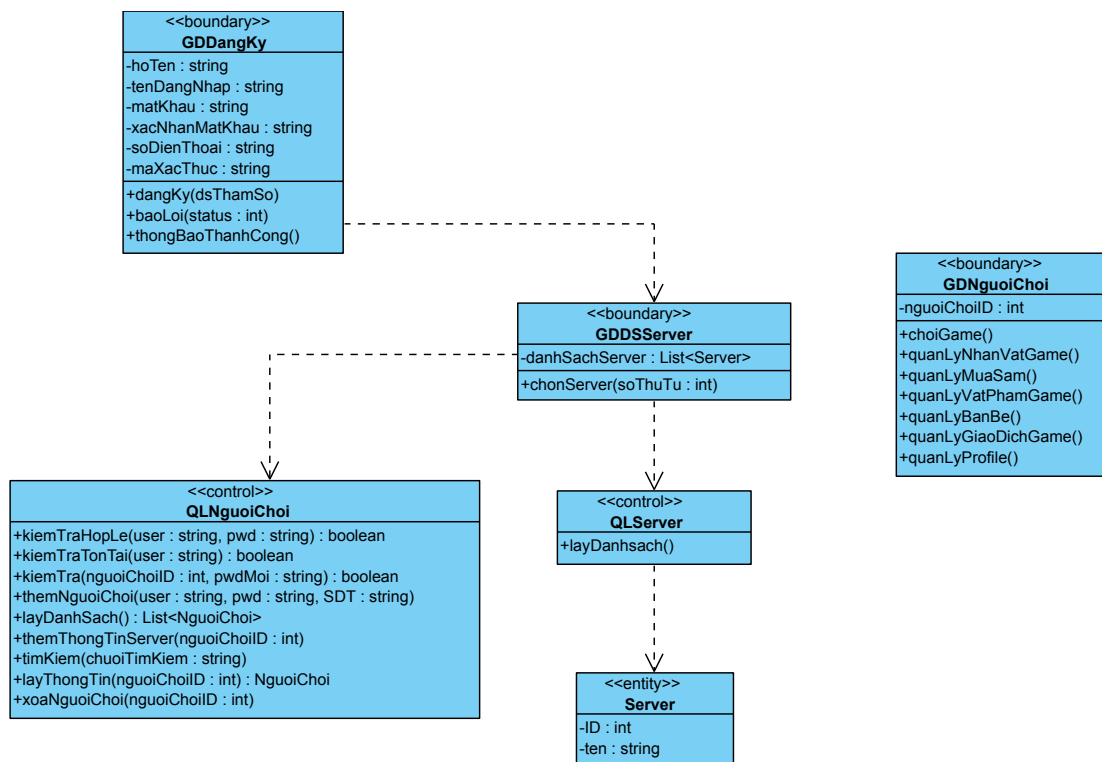 <<boundary>>
GDDangKy
-hoTen : string
-tenDangNhap : string
-matKhau : string
-xacNhanMatKhau : string
-soDienThoai : string
-maXacThuc : string
+dangKy(dsThamSo)
+baoLoi(status : int)
+thongBaoThanhCong()
<<boundary>>
GDNguoiChoi
-nguoiChoiID : int
+choiGame()
+quanLyNhanVatGame()
+quanLyMuaSam()
+quanLyVatPhamGame()
+quanLyBanBe()
+quanLyGiaoDichGame()
+quanLyProfile()
<<boundary>>
GDDSServer
-danhSachServer : List<Server>
+chonServer(soThuTu : int)
<<control>>
QLNguoiChoi
+kiemTraHopLe(user : string, pwd : string) : boolean
+kiemTraTonTai(user : string) : boolean
+kiemTra(nguoiChoiID : int, pwdMoi : string) : boolean
+themNguoiChoi(user : string, pwd : string, SDT : string)
+layDanhSach() : List<NguoiChoi>
+themThongTinServer(nguoiChoiID : int)
+timKiem(chuoiTimKiem : string)
+layThongTin(nguoiChoiID : int) : NguoiChoi
+xoaNguoiChoi(nguoiChoiID : int)
<<control>>
QLServer
+layDanhsach()
<<entity>>
Server
-ID : int
-ten : string